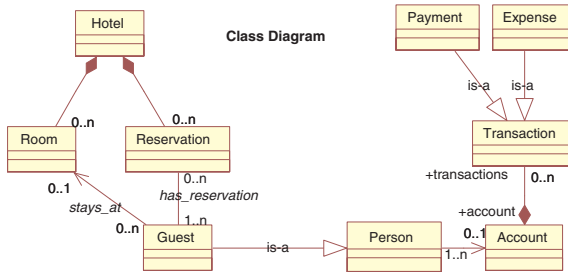 Hotel
Class Diagram
Payment
Expense
is-a
is-a
0..n
0..n
Room
Reservation
Transaction
0..1
0..n
has_reservation
+transactions
0..n
stays_at
+account
0..n
1..n
0..1
Guest
is-a
Person
1..n
Account